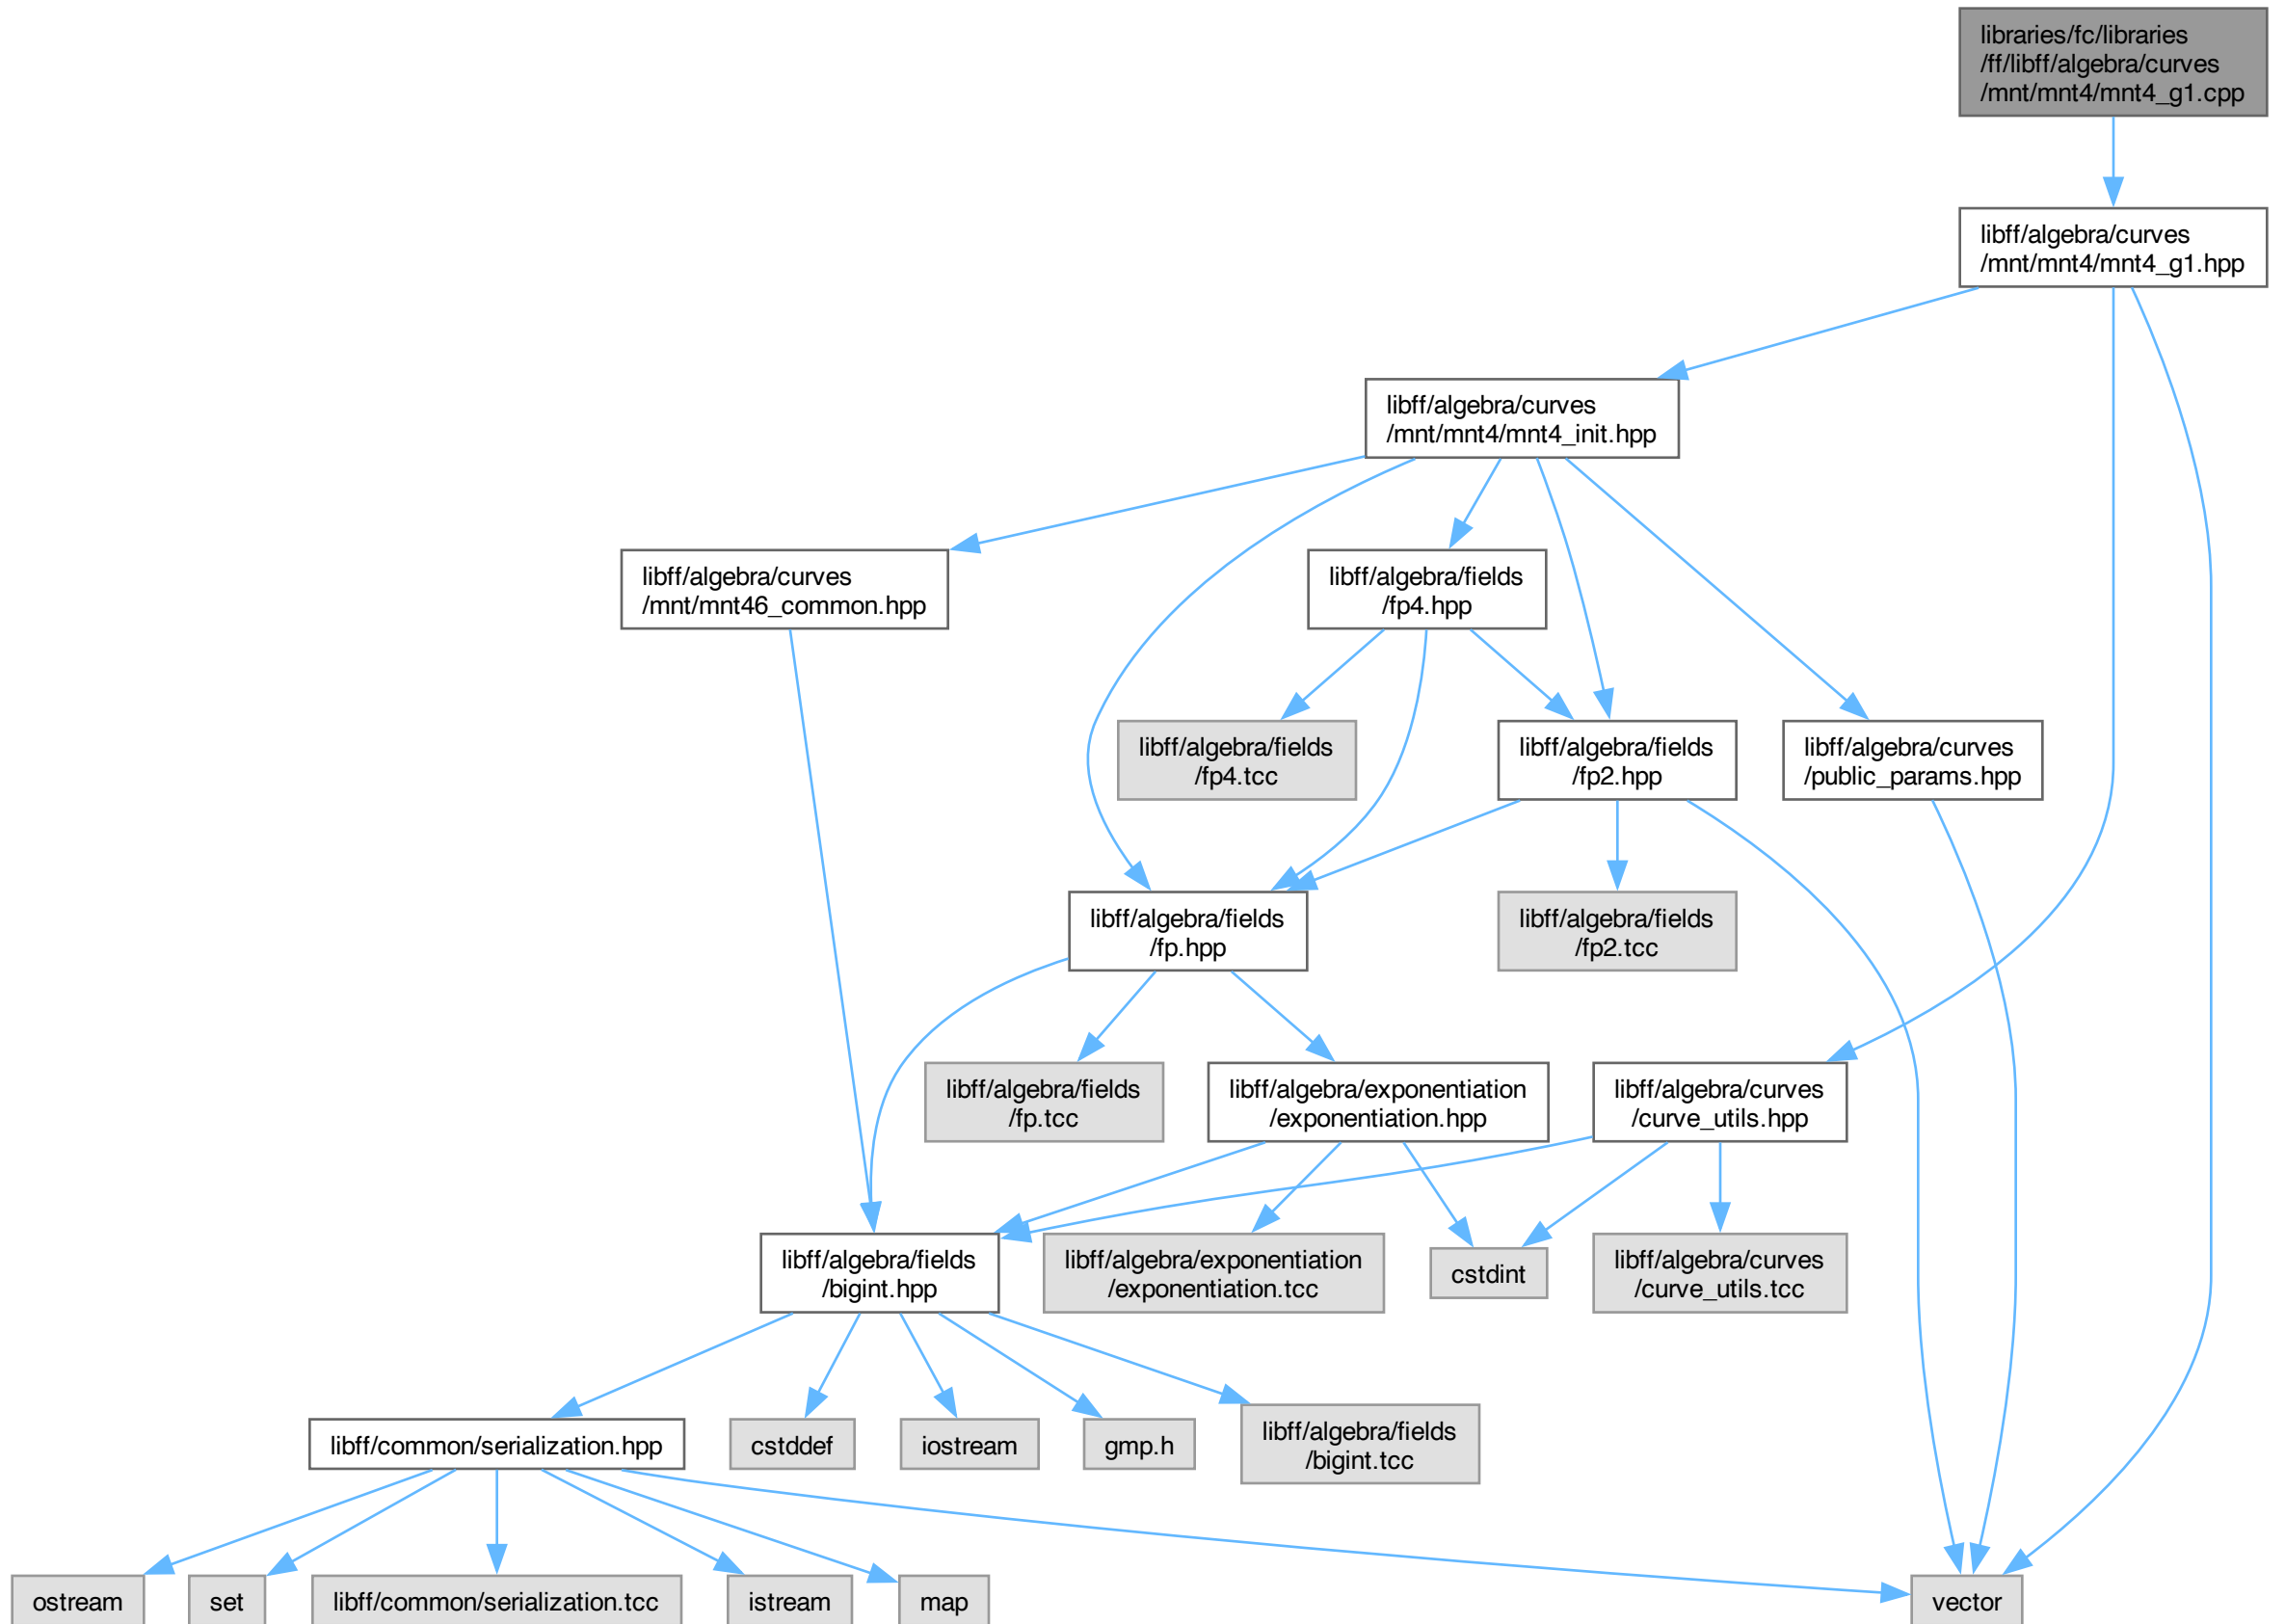 libraries/fc/libraries
/ff/libff/algebra/curves
/mnt/mnt4/mnt4_g1.cpp
libff/algebra/curves
/mnt/mnt4/mnt4_g1.hpp
libff/algebra/curves
/mnt/mnt4/mnt4_init.hpp
libff/algebra/curves
/mnt/mnt46_common.hpp
libff/algebra/fields
/fp4.hpp
libff/algebra/fields
/fp4.tcc
libff/algebra/fields
/fp2.hpp
libff/algebra/curves
/public_params.hpp
libff/algebra/fields
/fp.hpp
libff/algebra/fields
/fp2.tcc
libff/algebra/fields
/fp.tcc
libff/algebra/exponentiation
/exponentiation.hpp
libff/algebra/curves
/curve_utils.hpp
libff/algebra/fields
/bigint.hpp
libff/algebra/exponentiation
/exponentiation.tcc
cstdint
libff/algebra/curves
/curve_utils.tcc
libff/common/serialization.hpp
cstddef
iostream
gmp.h
libff/algebra/fields
/bigint.tcc
ostream
set
libff/common/serialization.tcc
istream
map
vector